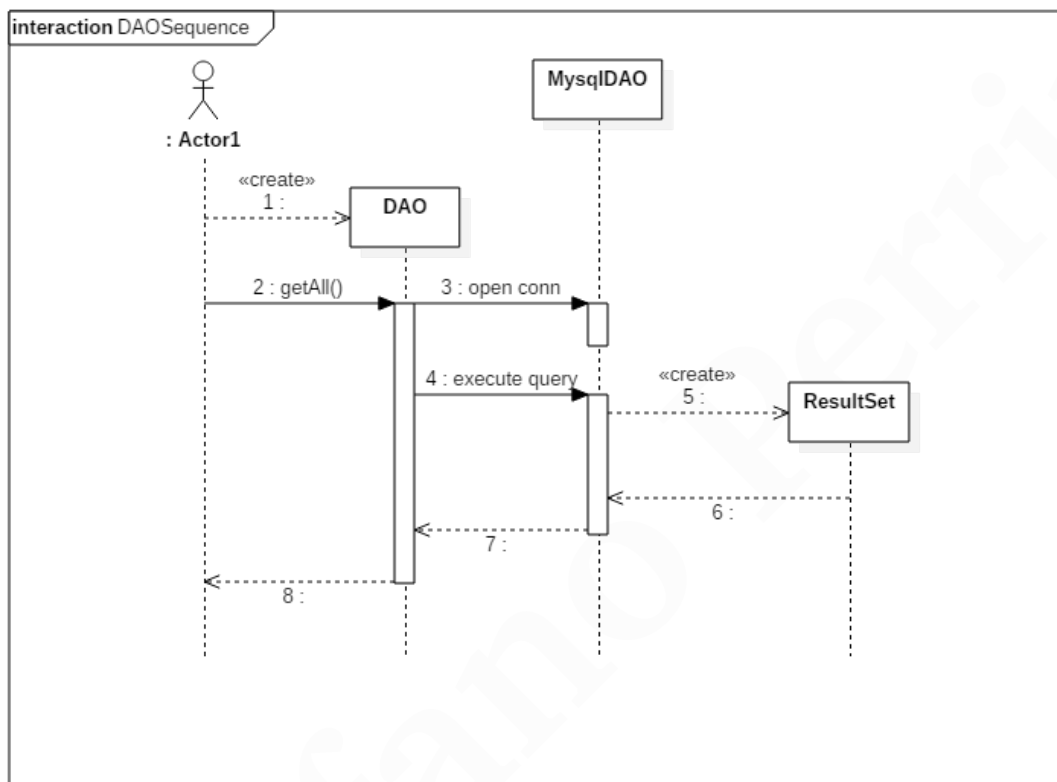 interaction DAOSequence
MysqlDAO
: Actor1
«create»
1 :
DAO
2 : getAll()
3 : open conn
4 : execute query
«create»
5 :
ResultSet
6 :
7 :
8 :